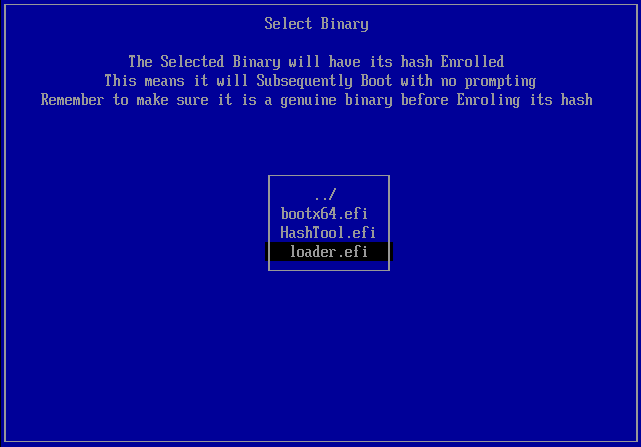 Select Binary
The Selected Binary will have its hash Enrolled
This means it will Subsequently Boot with no prompting
Remember to make sure it is a genuine binary before Enroling its hash
../
bootx64.efi
HashTool.efi
loader.efi